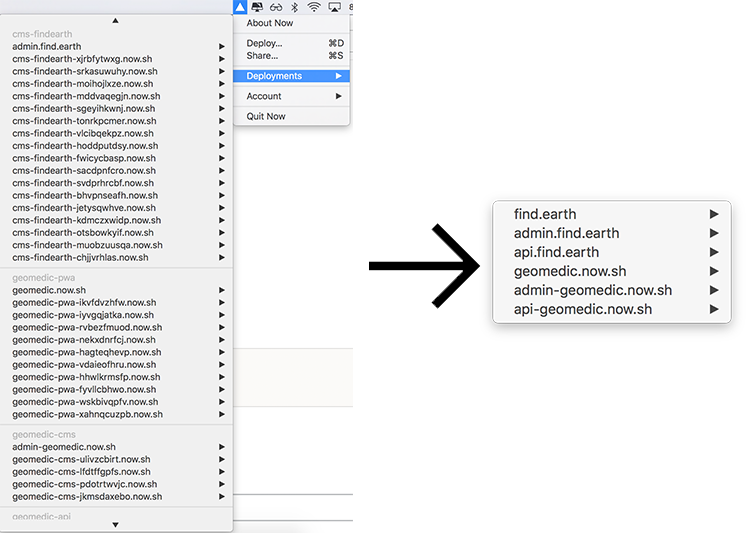 cms-findearth
admin.find.earth
cms-findearth-xjrbfytwxg.now.sh
cms-findearth-srkasuwuhy.now.sh
cms-findearth-moihojlxze.now.sh
cms-findearth-mddvaqegjn.now.sh
cms-findearth-sgeyihkwnj.now.sh
cms-findearth-tonrkpcmer.now.sh
cms-findearth-vlcibqekpz.now.sh
cms-findearth-hoddputdsy.now.sh
cms-findearth-fwicycbasp.now.sh
cms-findearth-sacdpnfcro.now.sh
cms-findearth-svdprhrcbf.now.sh
cms-findearth-bhvpnseafh.now.sh
cms-findearth-jetysqwhve.now.sh
cms-findearth-kdmczxwidp.now.sh
cms-findearth-otsbowkyif.now.sh
cms-findearth-muobzuusqa.now.sh
cms-findearth-chjjvrhlas.now.sh
geomedic-pwa
geomedic.now.sh
geomedic-pwa-ikvfdvzhfw.now.sh
geomedic-pwa-iyvgqjatka.now.sh
geomedic-pwa-rvbezfmuod.now.sh
geomedic-pwa-nekxdnrfcj.now.sh
geomedic-pwa-hagteqhevp.now.sh
geomedic-pwa-vdaieofhru.now.sh
geomedic-pwa-hhwlkrmsfp.now.sh
geomedic-pwa-fyvllcbhwo.now.sh
geomedic-pwa-wskbivqpfv.now.sh
geomedic-pwa-xahnqcuzpb.now.sh
geomedic-cms
admin-geomedic.now.sh
geomedic-cms-ulivzcbirt.now.sh
geomedic-cms-lfdtffgpfs.now.sh
geomedic-cms-pdotrtwvjc.now.sh
geomedic-cms-jkmsdaxebo.now.sh
geomedic-api
About Now
Deploy... ⌘D
Share... ⌘S
Deployments
Account
Quit Now
find.earth
admin.find.earth
api.find.earth
geomedic.now.sh
admin-geomedic.now.sh
api-geomedic.now.sh